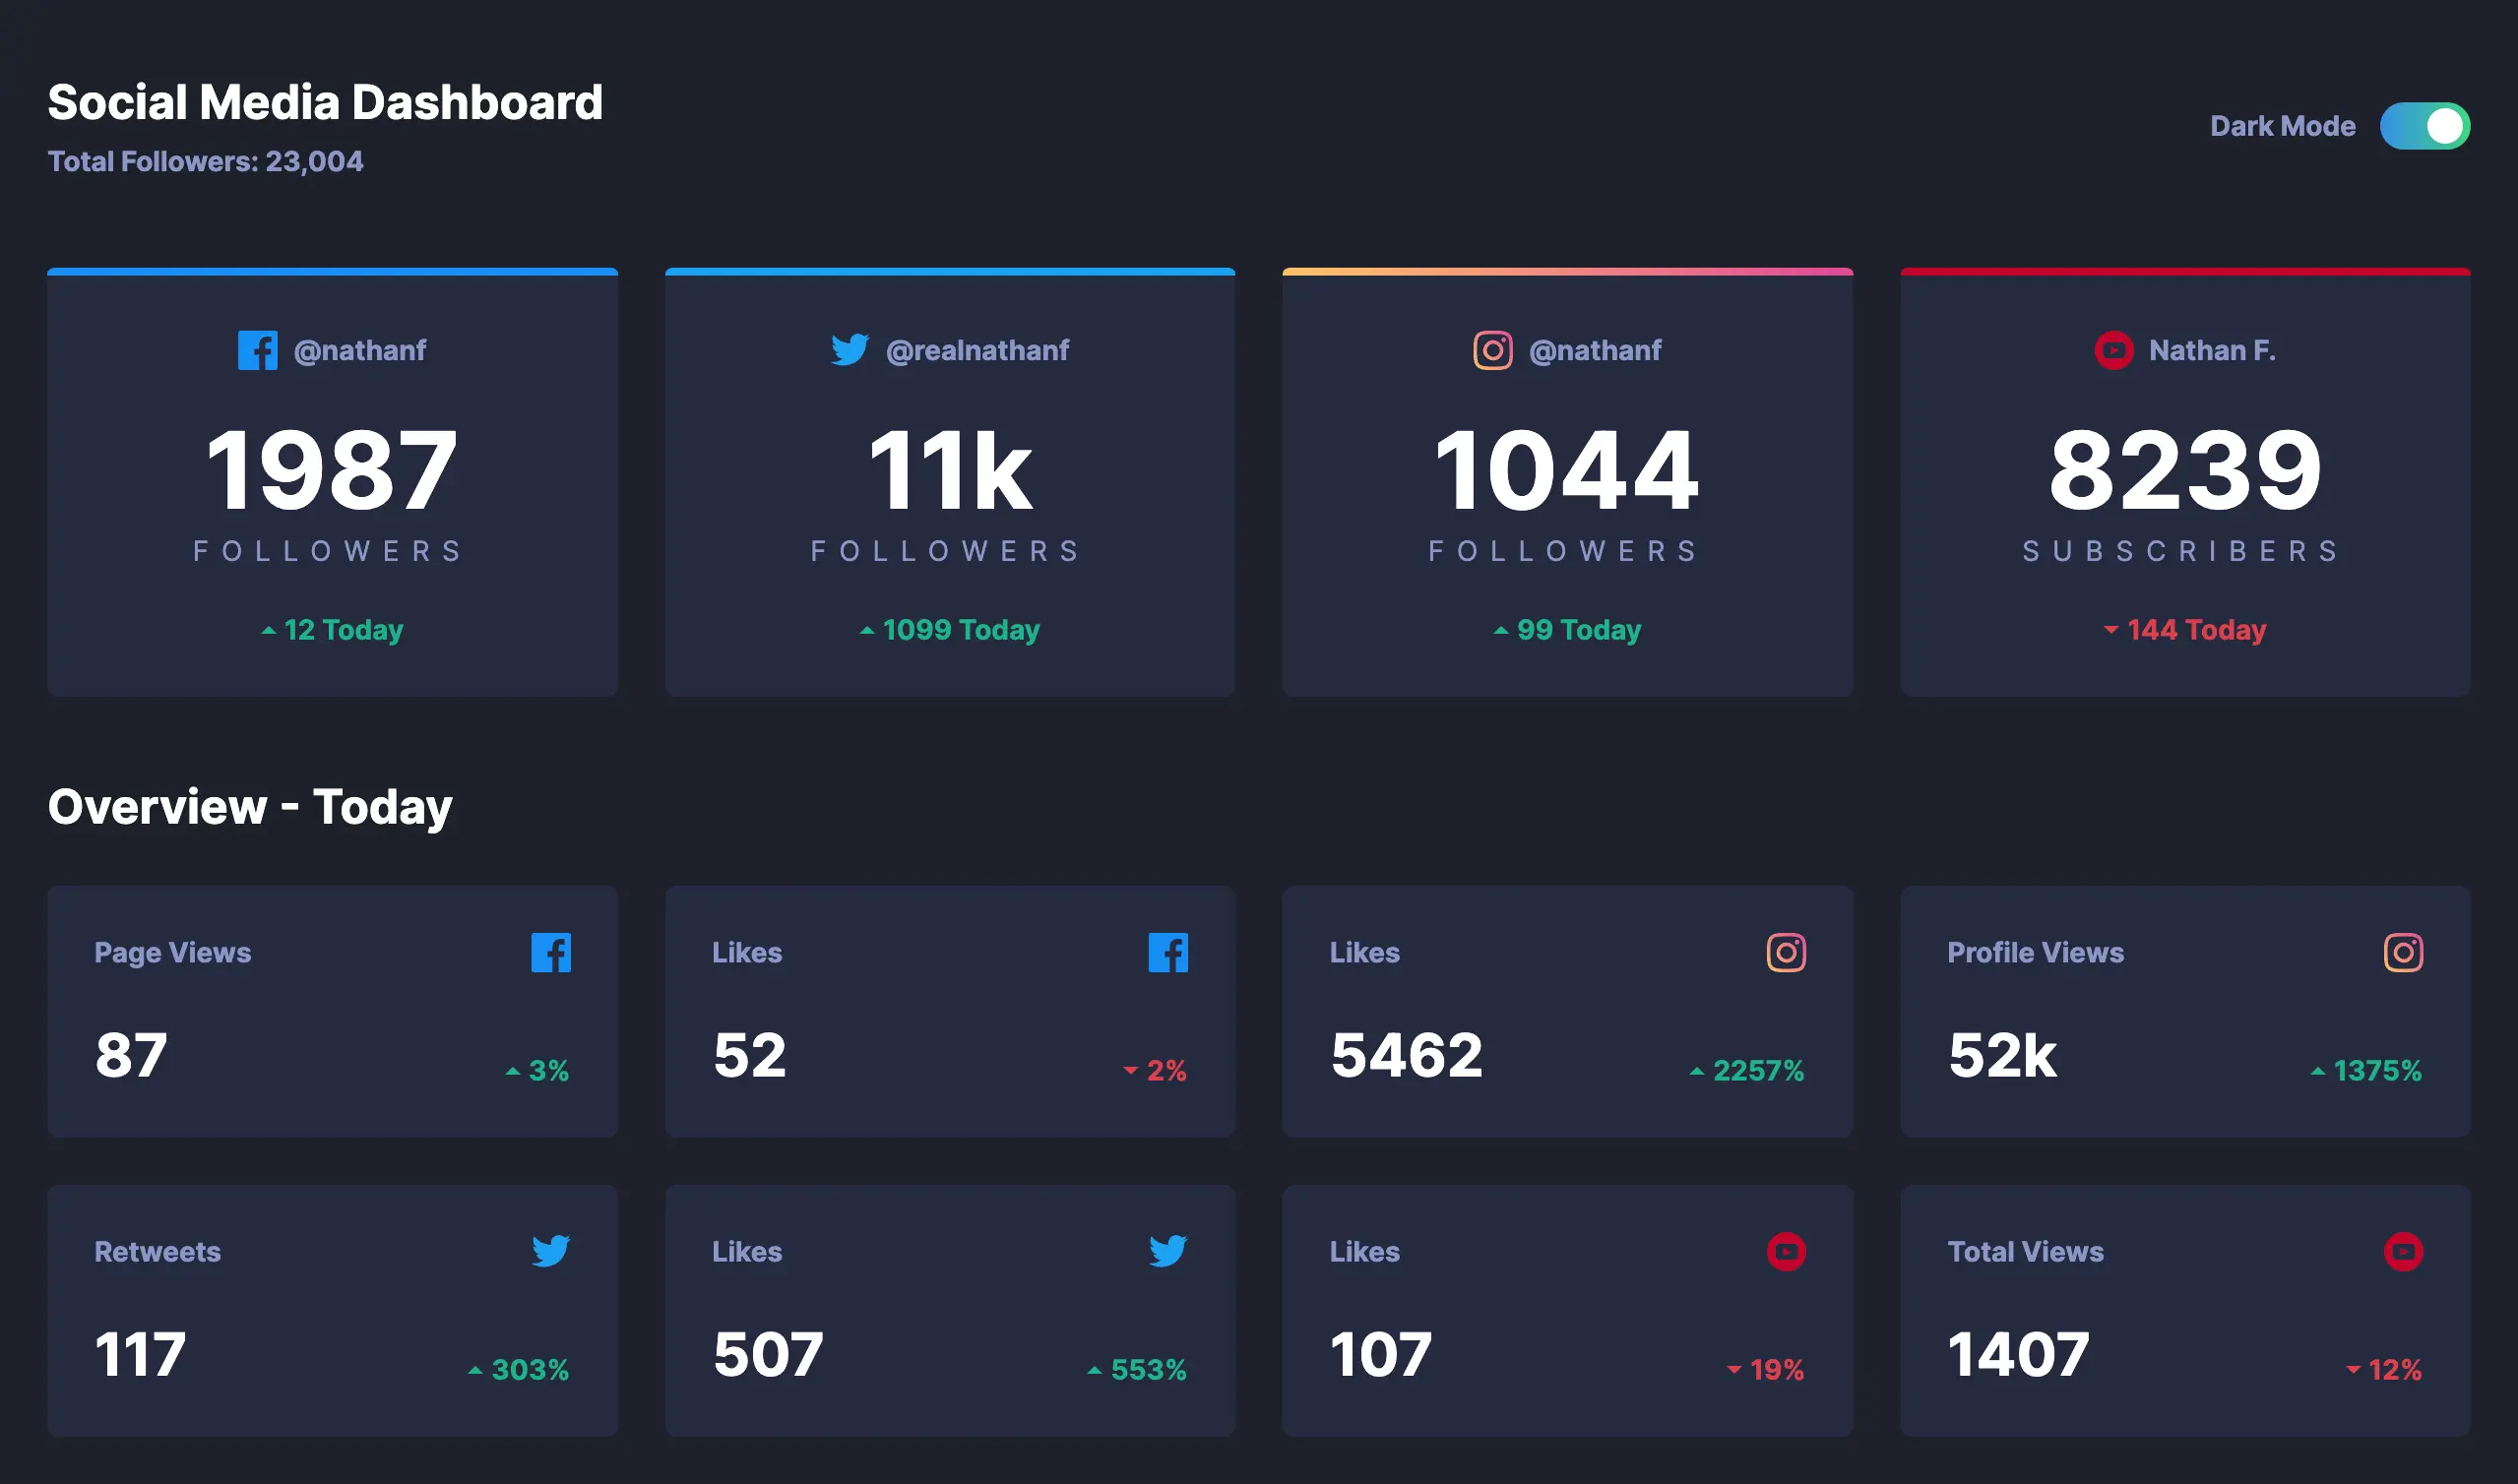 Social Media Dashboard
Total Followers: 23,004
Dark Mode
@nathanf
1987
FOLLOWERS
12 Today
@realnathanf
11k
FOLLOWERS
1099 Today
@nathanf
1044
FOLLOWERS
99 Today
Nathan F.
8239
SUBSCRIBERS
144 Today
Overview - Today
Page Views
87
3%
Likes
52
2%
Likes
5462
2257%
Profile Views
52k
1375%
Retweets
117
303%
Likes
507
553%
Likes
107
19%
Total Views
1407
12%